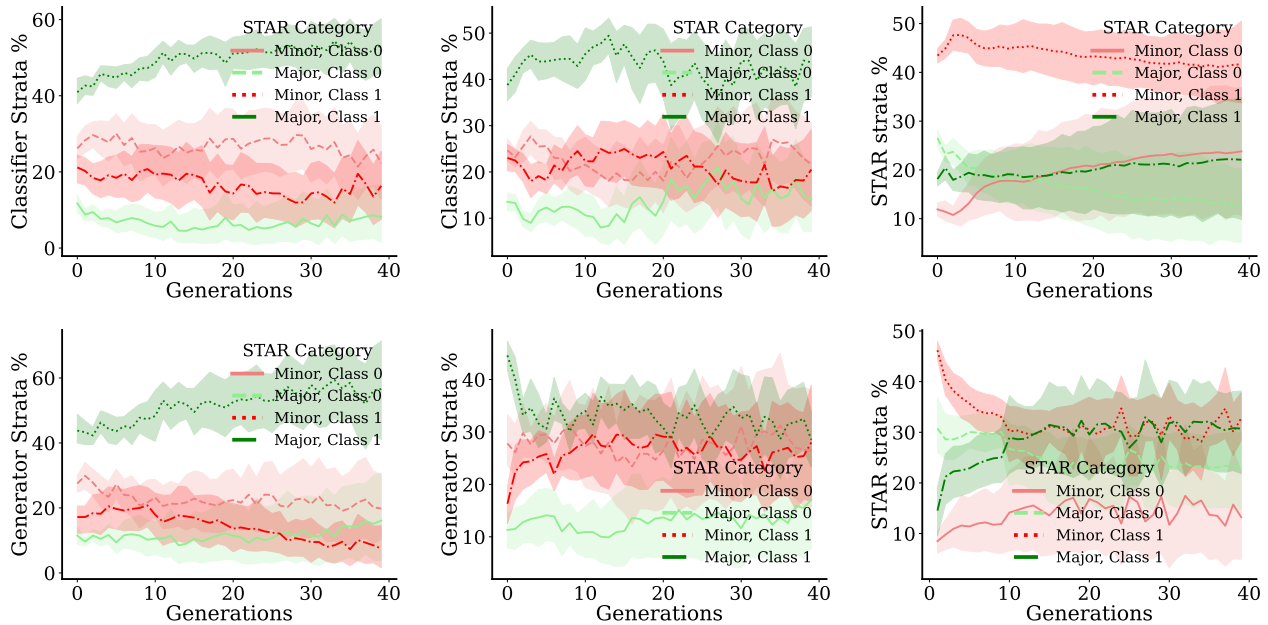 STAR Category
Minor, Class 0
Major, Class 0
Minor, Class 1
Major, Class 1
Classifier Strata %
60
40
20
0
0 10 20 30 40
Generations
STAR Category
Minor, Class 0
Major, Class 0
Minor, Class 1
Major, Class 1
Classifier Strata %
50
40
30
20
10
0 10 20 30 40
Generations
STAR Category
Minor, Class 0
Major, Class 0
Minor, Class 1
Major, Class 1
STAR strata %
50
40
30
20
10
0 10 20 30 40
Generations
STAR Category
Minor, Class 0
Major, Class 0
Minor, Class 1
Major, Class 1
Generator Strata %
60
40
20
0
0 10 20 30 40
Generations
STAR Category
Minor, Class 0
Major, Class 0
Minor, Class 1
Major, Class 1
Generator Strata %
40
30
20
10
0 10 20 30 40
Generations
STAR Category
Minor, Class 0
Major, Class 0
Minor, Class 1
Major, Class 1
STAR strata %
50
40
30
20
10
0 10 20 30 40
Generations